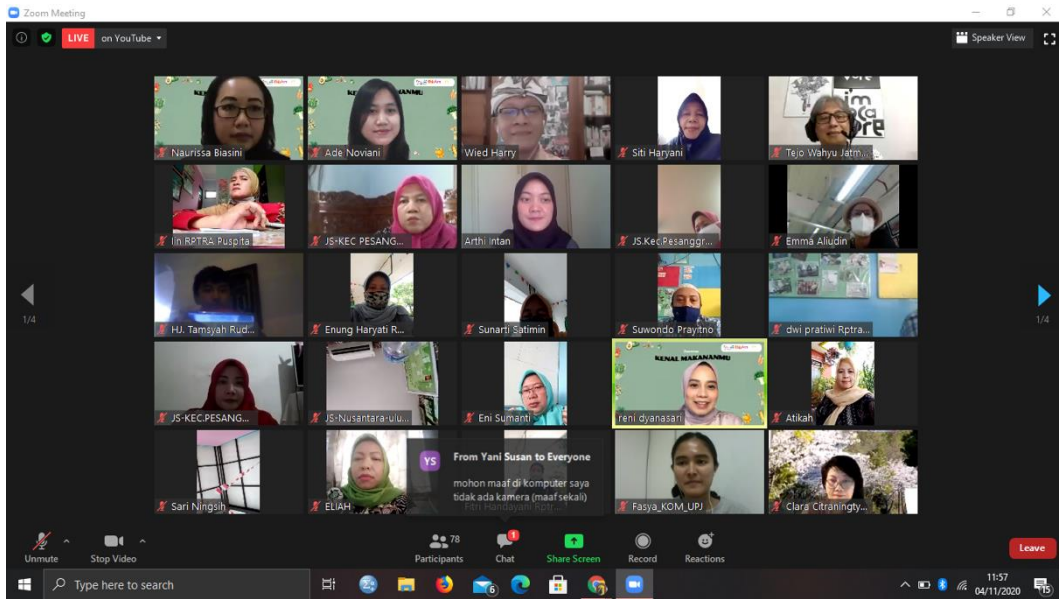 Zoom Meeting
LIVE on YouTube
Speaker View
Naurissa Biasini
Ade Noviani
Wied Harry
Siti Haryani
Tejo Wahyu Jatm...
Iin RPTRA Puspita
JS-KEC PESANG...
Arthi Intan
JS.Kec.Pesanggr...
Emma Aliudin
1/4
1/4
HJ. Tamsyah Rud...
Enung Haryati R...
Sunarti Satimin
Suwondo Prayitno
dwi pratiwi Rptra...
KENAL MAKANANMU
JS-KEC.PESANG...
JS-Nusantara-ulu...
Eni Sumanti
reni dyanasari
Atikah
YS
From Yani Susan to Everyone
mohon maaf di komputer saya
tidak ada kamera (maaf sekali)
Sari Ningsih
ELIAH
Fitri Handayani Rptr...
Fasya_KOM_UPJ
Clara Citraningty...
78
1
Unmute
Stop Video
Participants
Chat
Share Screen
Record
Reactions
Leave
Type here to search
6
11:57
04/11/2020
15